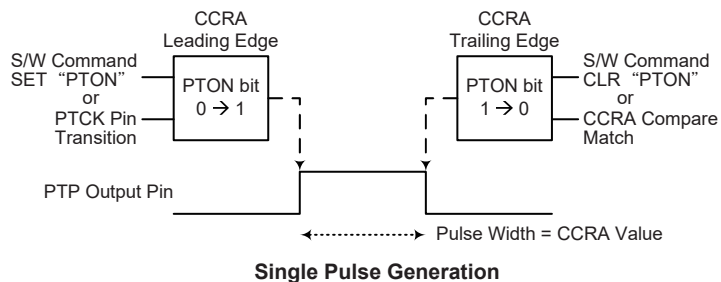 CCRA
Leading Edge
CCRA
Trailing Edge
S/W Command
SET “PTON”
or
PTCK Pin
Transition
PTON bit
0 → 1
PTON bit
1 → 0
S/W Command
CLR “PTON”
or
CCRA Compare
Match
PTP Output Pin
Pulse Width = CCRA Value
Single Pulse Generation